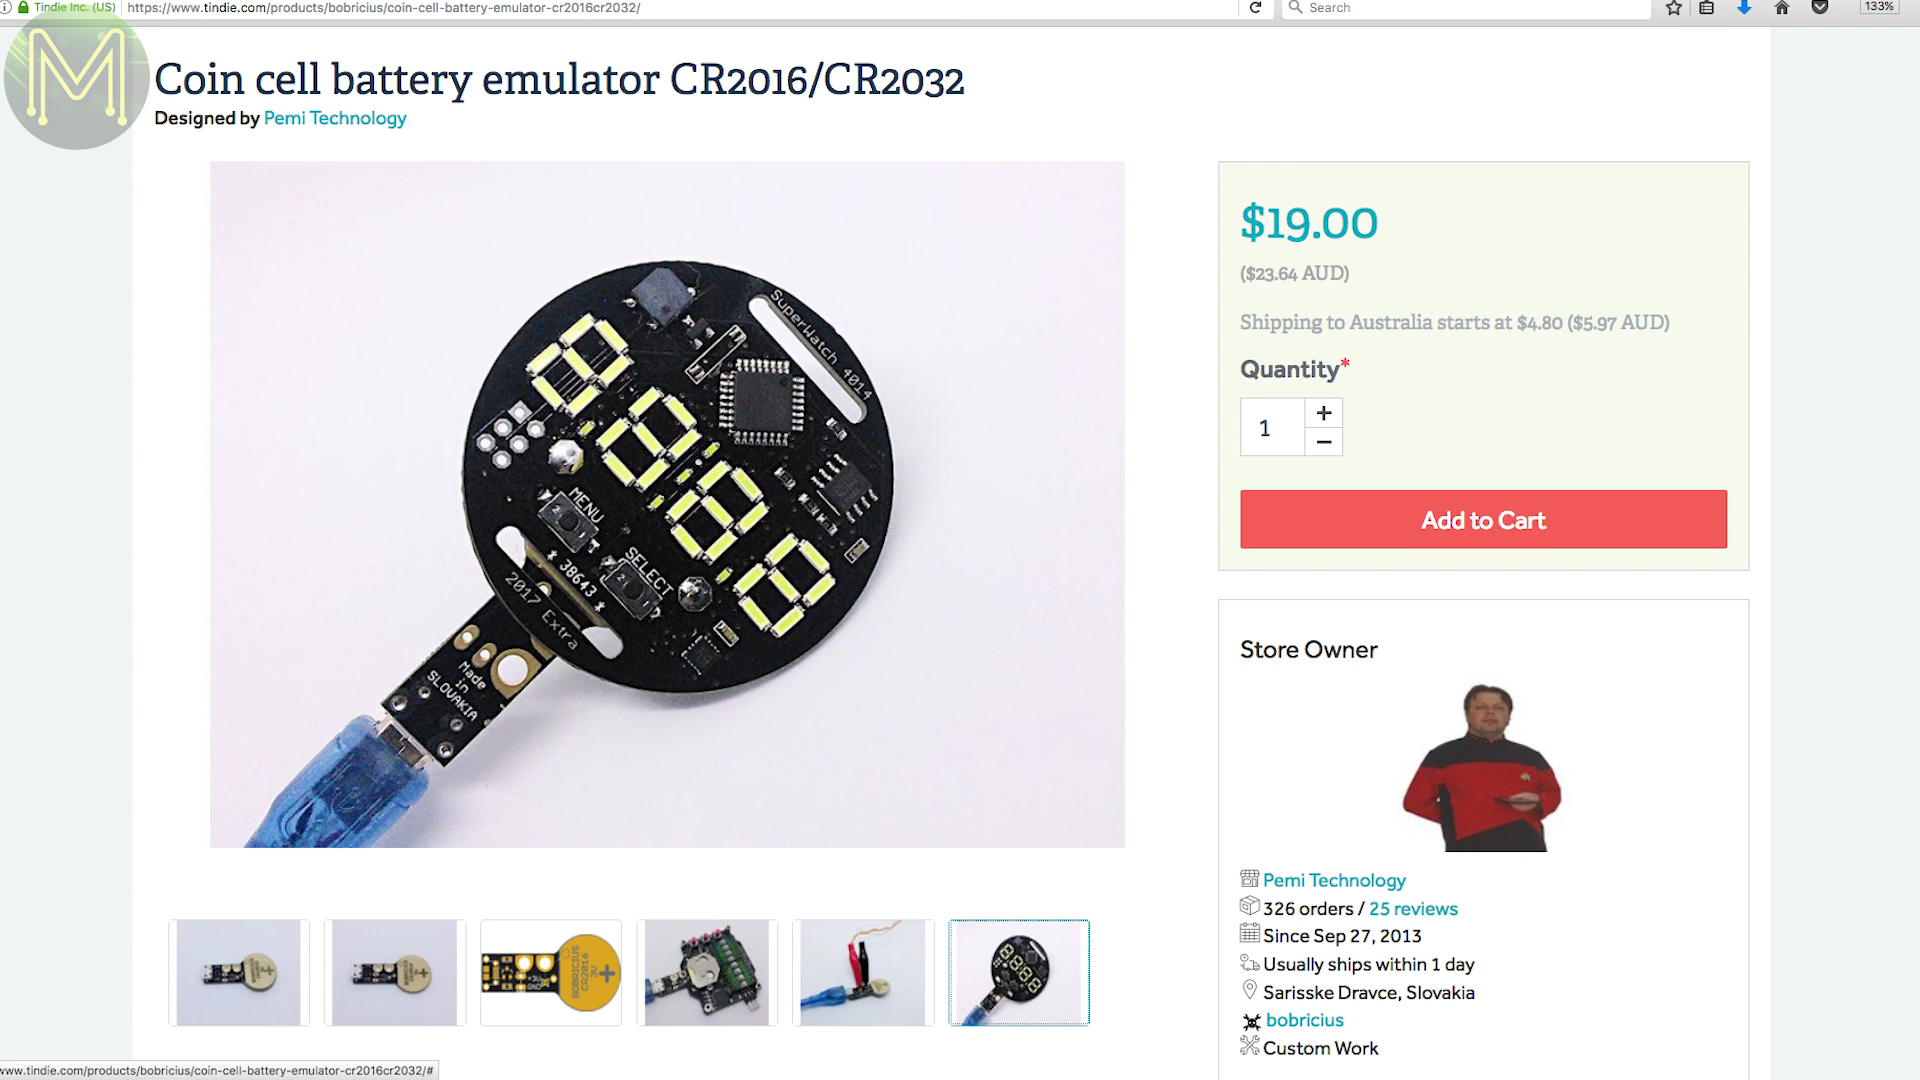 Tindie Inc. (US)
https://www.tindie.com/products/bobricius/coin-cell-battery-emulator-cr2016cr2032/
Search
133%
M
Coin cell battery emulator CR2016/CR2032
Designed by Pemi Technology
SuperWatch 4014
MENU
SELECT
* 38643 *
2017 Extra
Made
in
SLOVAKIA
$19.00
($23.64 AUD)
Shipping to Australia starts at $4.80 ($5.97 AUD)
Quantity*
1
+
−
Add to Cart
Store Owner
Pemi Technology
326 orders / 25 reviews
Since Sep 27, 2013
Usually ships within 1 day
Sarisske Dravce, Slovakia
bobricius
Custom Work
BOBRICIUS
CR2016
3V
+
www.tindie.com/products/bobricius/coin-cell-battery-emulator-cr2016cr2032/#